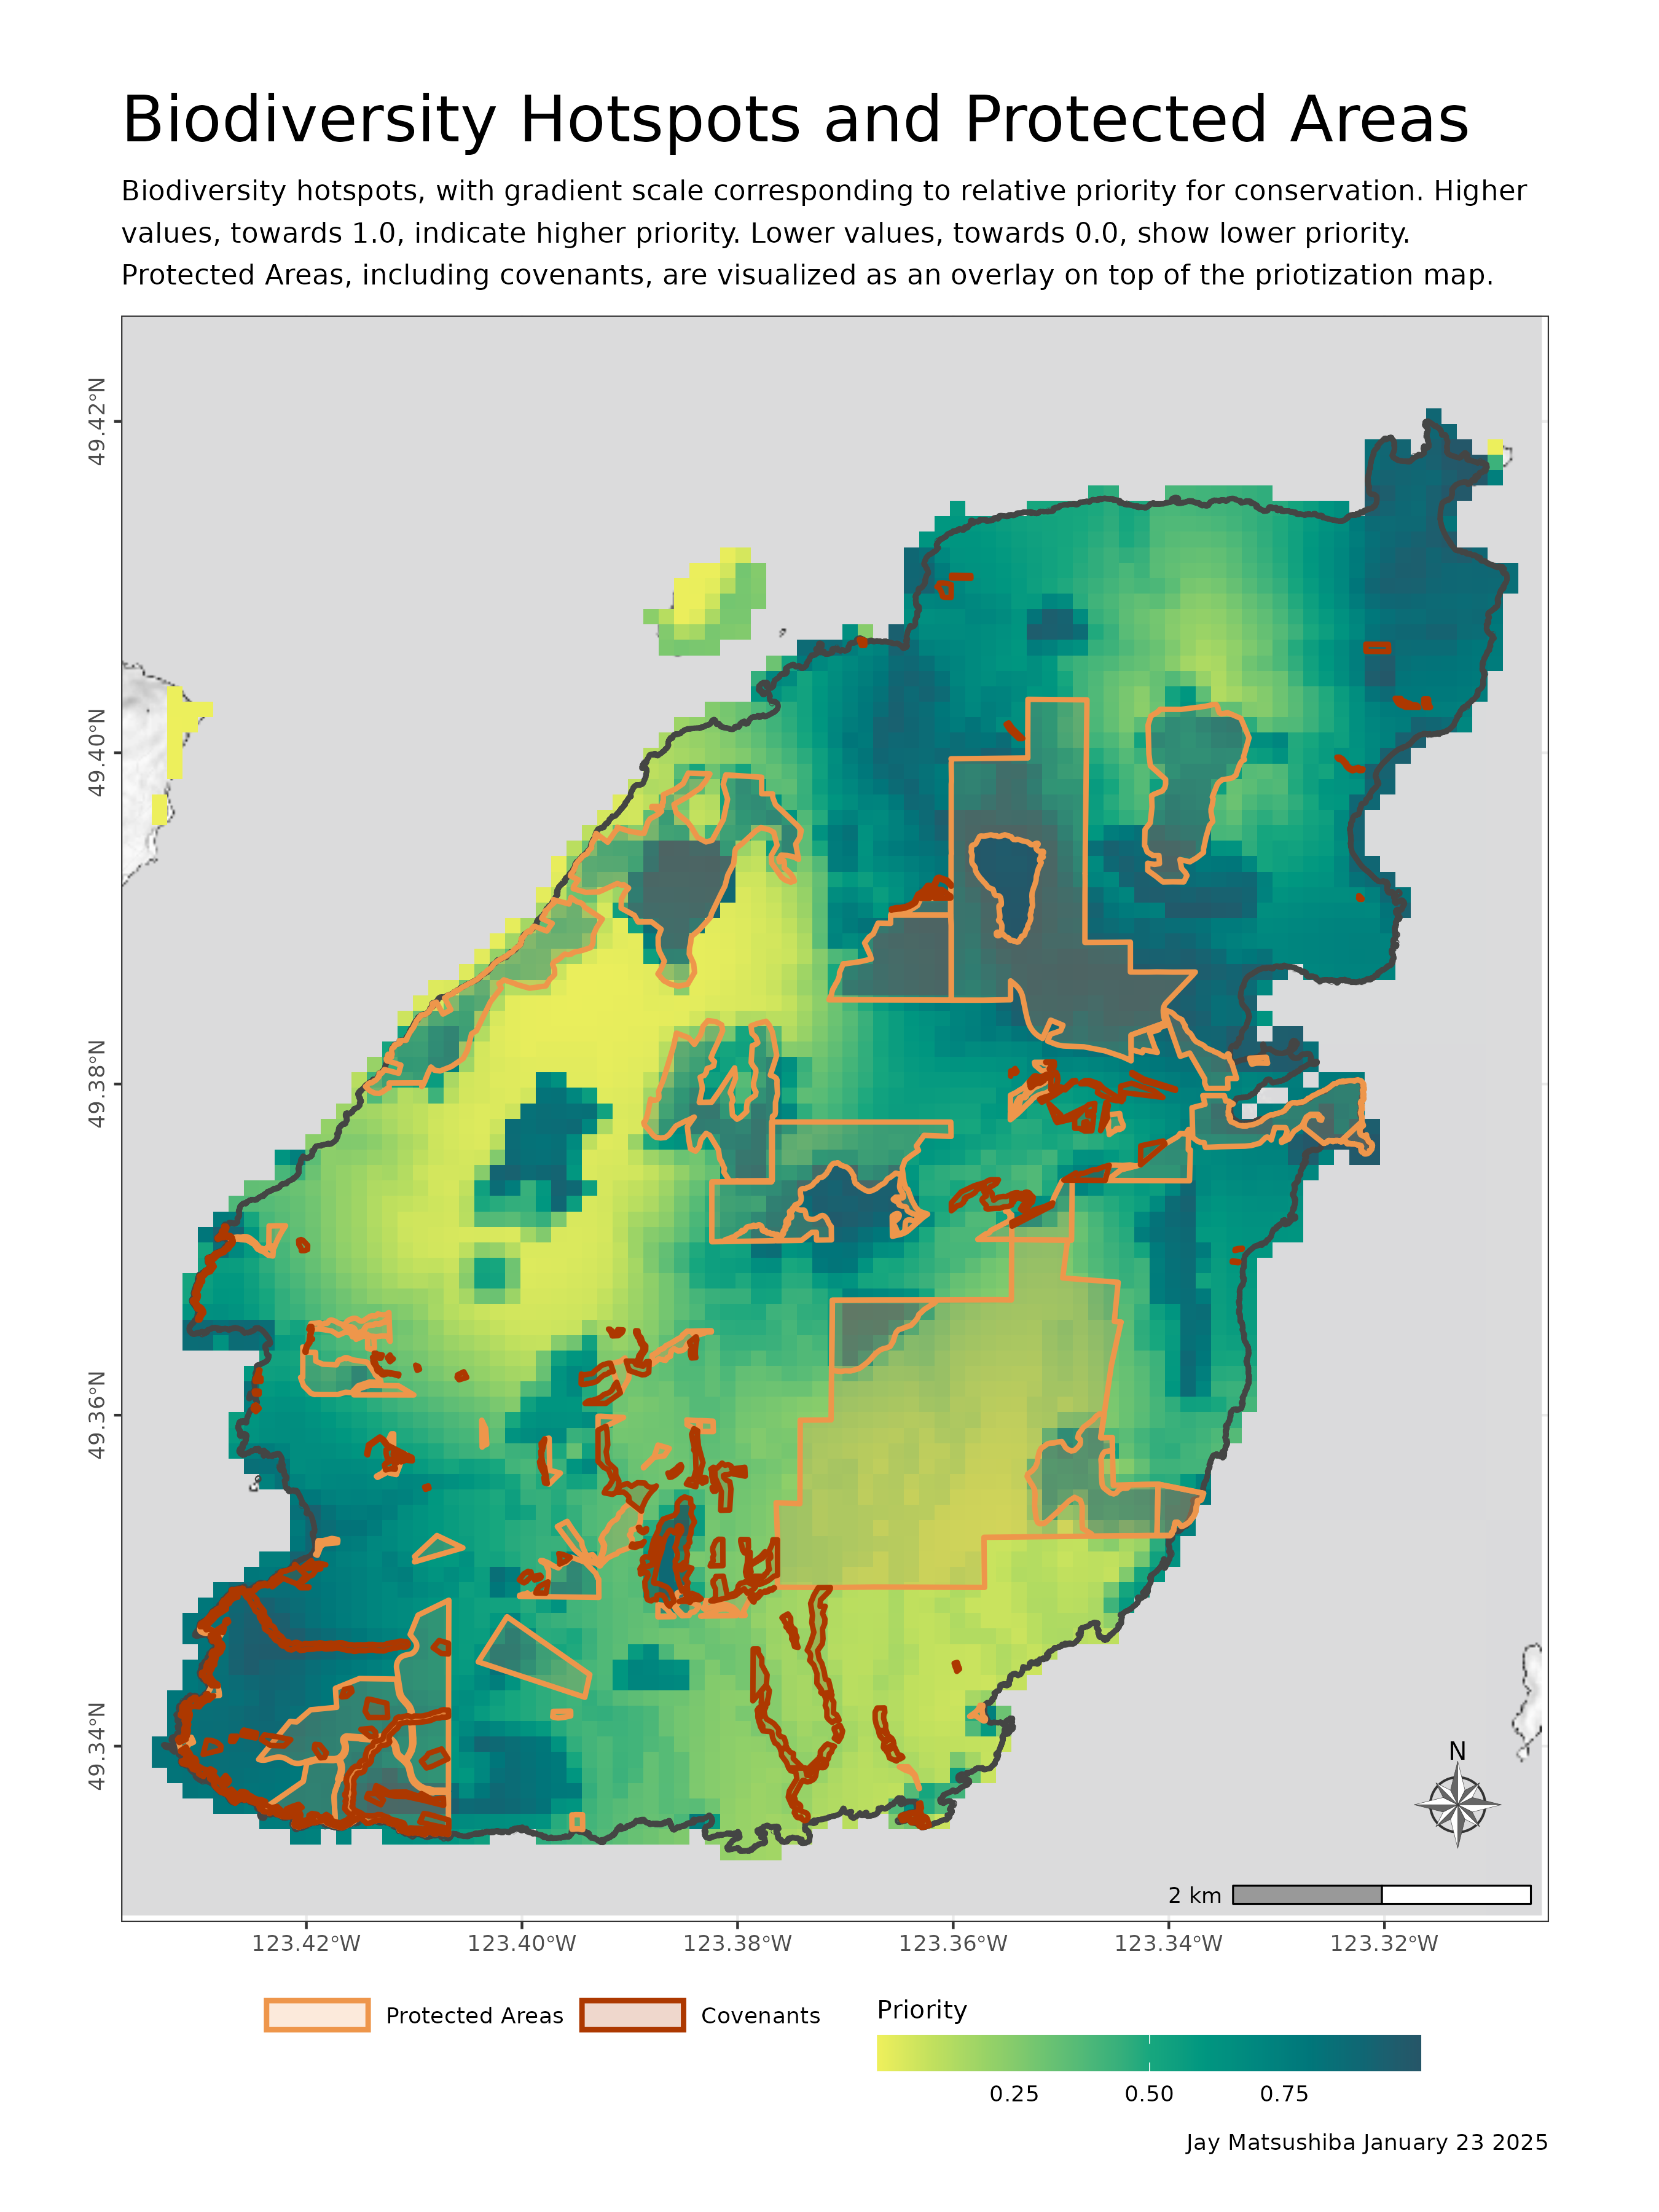 Biodiversity Hotspots and Protected Areas
Biodiversity hotspots, with gradient scale corresponding to relative priority for conservation. Higher
values, towards 1.0, indicate higher priority. Lower values, towards 0.0, show lower priority.
Protected Areas, including covenants, are visualized as an overlay on top of the priotization map.
49.42°N
49.40°N
49.38°N
49.36°N
49.34°N
N
2 km
123.42°W
123.40°W
123.38°W
123.36°W
123.34°W
123.32°W
Protected Areas
Covenants
Priority
0.25
0.50
0.75
Jay Matsushiba January 23 2025